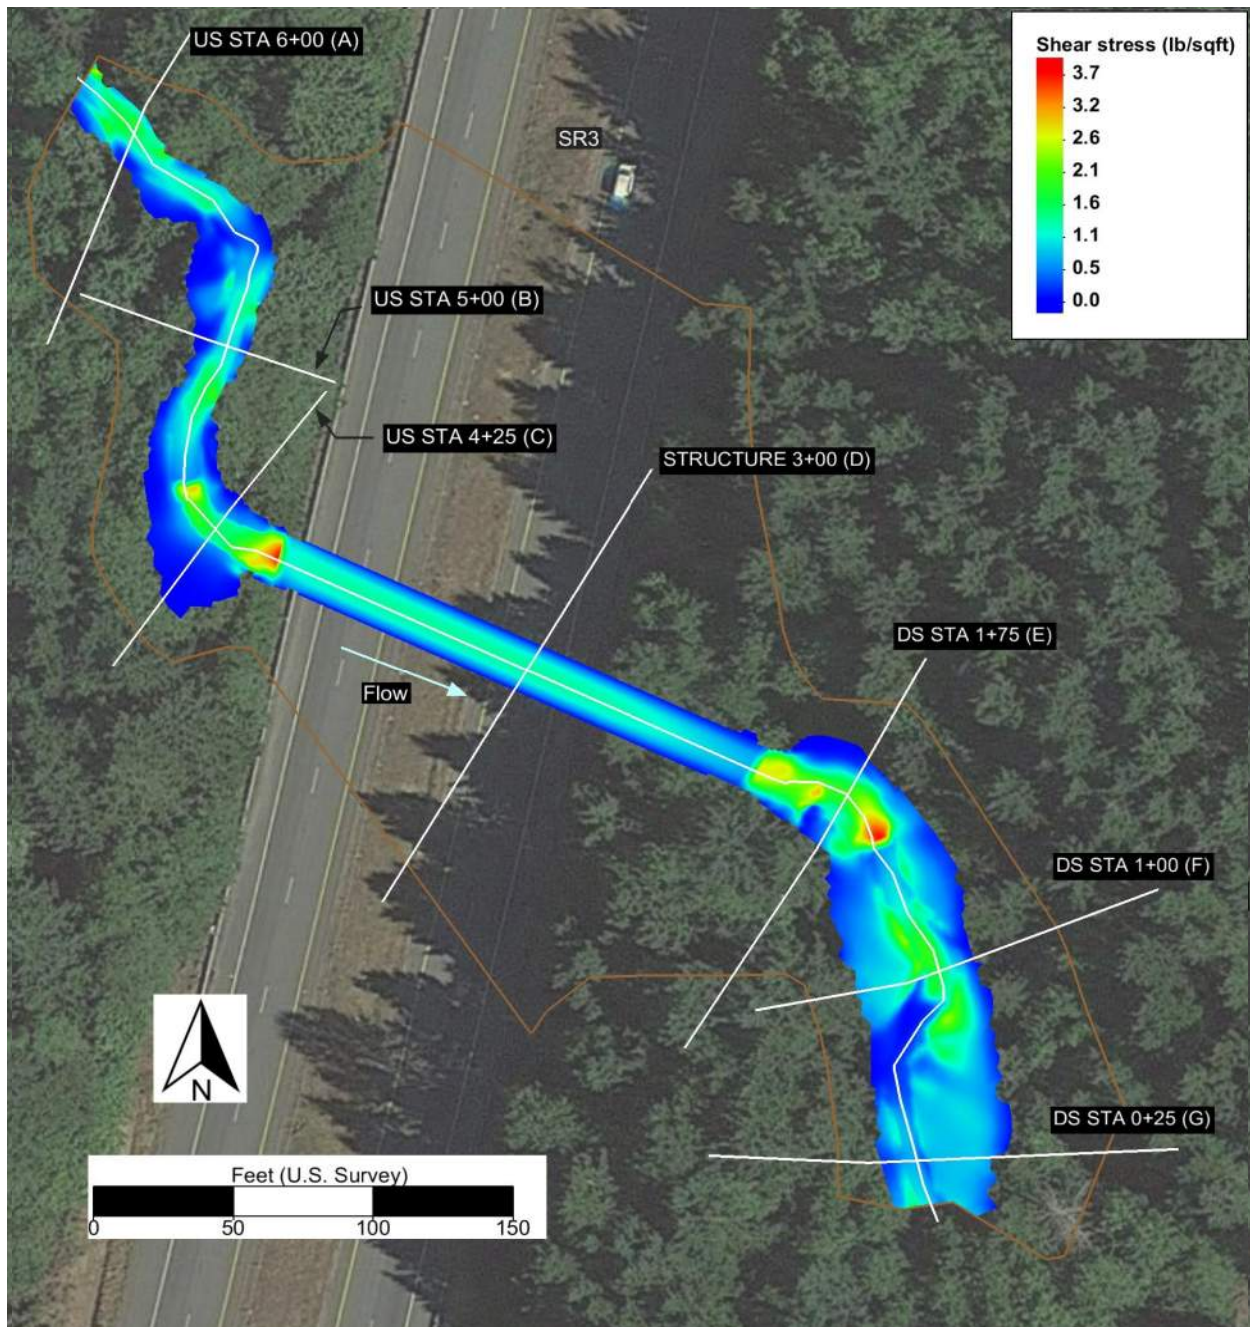 US STA 6+00 (A)
Shear stress (lb/sqft)
3.7
3.2
2.6
2.1
1.6
1.1
0.5
0.0
SR3
US STA 5+00 (B)
US STA 4+25 (C)
STRUCTURE 3+00 (D)
DS STA 1+75 (E)
Flow
DS STA 1+00 (F)
N
DS STA 0+25 (G)
Feet (U.S. Survey)
0 50 100 150